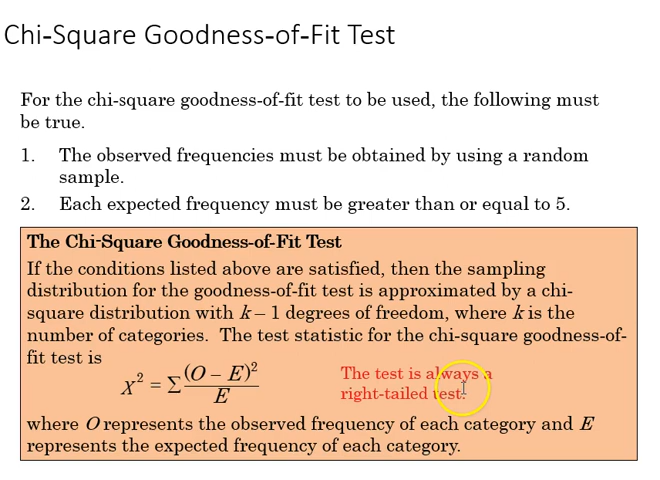 Chi-Square Goodness-of-Fit Test
For the chi-square goodness-of-fit test to be used, the following must
be true.
1. The observed frequencies must be obtained by using a random
sample.
2. Each expected frequency must be greater than or equal to 5.
The Chi-Square Goodness-of-Fit Test
If the conditions listed above are satisfied, then the sampling
distribution for the goodness-of-fit test is approximated by a chi-
square distribution with k – 1 degrees of freedom, where k is the
number of categories. The test statistic for the chi-square goodness-of-
fit test is
X² = Σ(O – E)²/E
The test is always a
right-tailed test.
where O represents the observed frequency of each category and E
represents the expected frequency of each category.